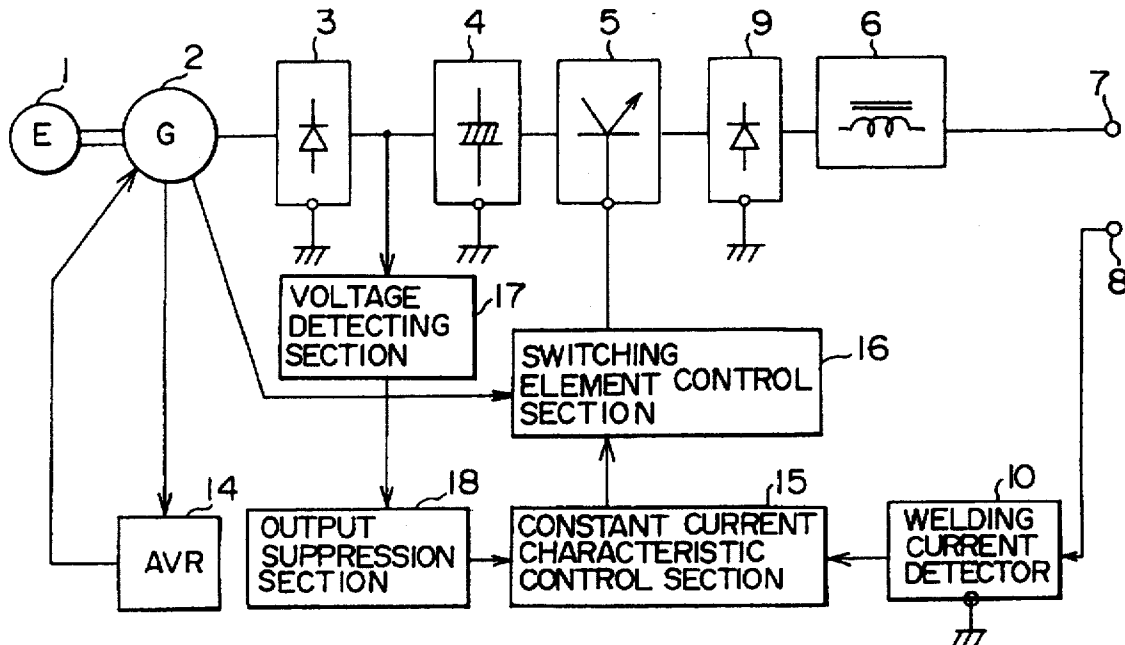 3
4
5
9
6
1
2
7
E
G
8
VOLTAGE
DETECTING
SECTION
17
SWITCHING
ELEMENT CONTROL
SECTION
16
14
AVR
18
OUTPUT
SUPPRESSION
SECTION
15
CONSTANT CURRENT
CHARACTERISTIC
CONTROL SECTION
10
WELDING
CURRENT
DETECTOR